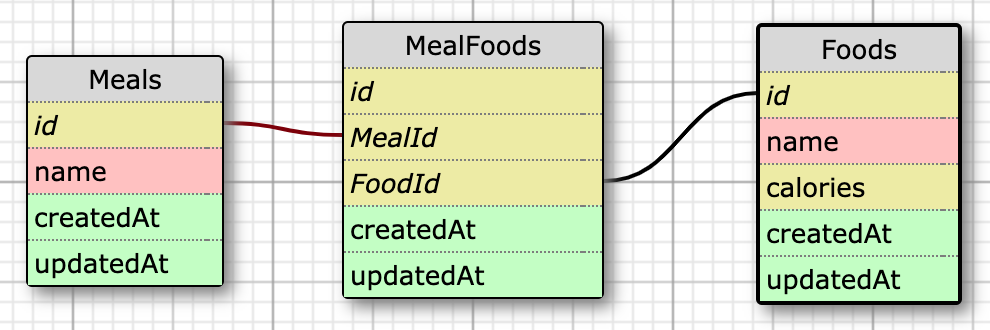 Meals
id
name
createdAt
updatedAt
MealFoods
id
MealId
FoodId
createdAt
updatedAt
Foods
id
name
calories
createdAt
updatedAt